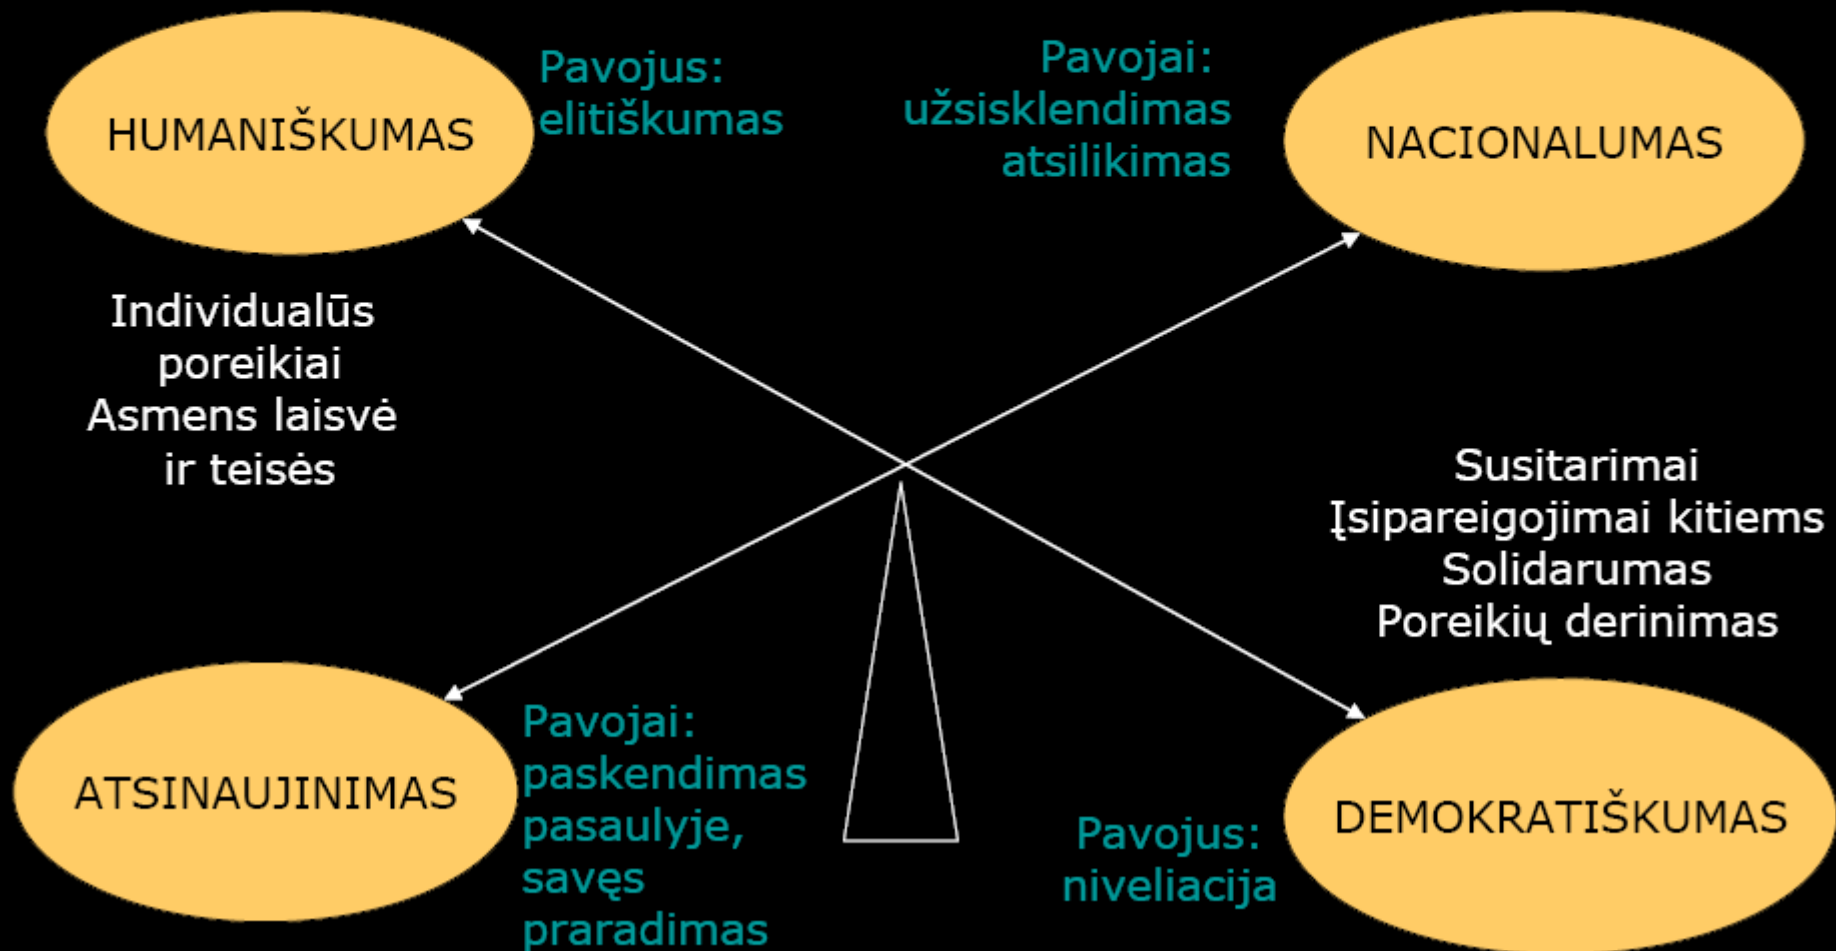 HUMANIŠKUMAS
Pavojus:
elitiškumas
Pavojai:
užsisklendimas
atsilikimas
NACIONALUMAS
Individualūs
poreikiai
Asmens laisvė
ir teisės
Susitarimai
Įsipareigojimai kitiems
Solidarumas
Poreikių derinimas
ATSINAUJINIMAS
Pavojai:
paskendimas
pasaulyje,
savęs
praradimas
Pavojus:
niveliacija
DEMOKRATIŠKUMAS